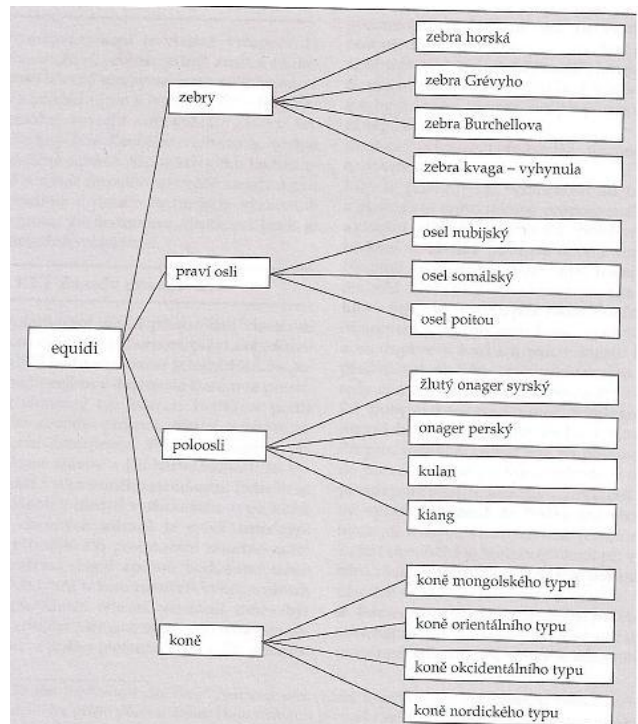 equidi
zebry
zebra horská
zebra Grévyho
zebra Burchellova
zebra kvaga – vyhynula
praví osli
osel nubijský
osel somálský
osel poitou
poloosli
žlutý onager syrský
onager perský
kulan
kiang
koně
koně mongolského typu
koně orientálního typu
koně okcidentálního typu
koně nordického typu